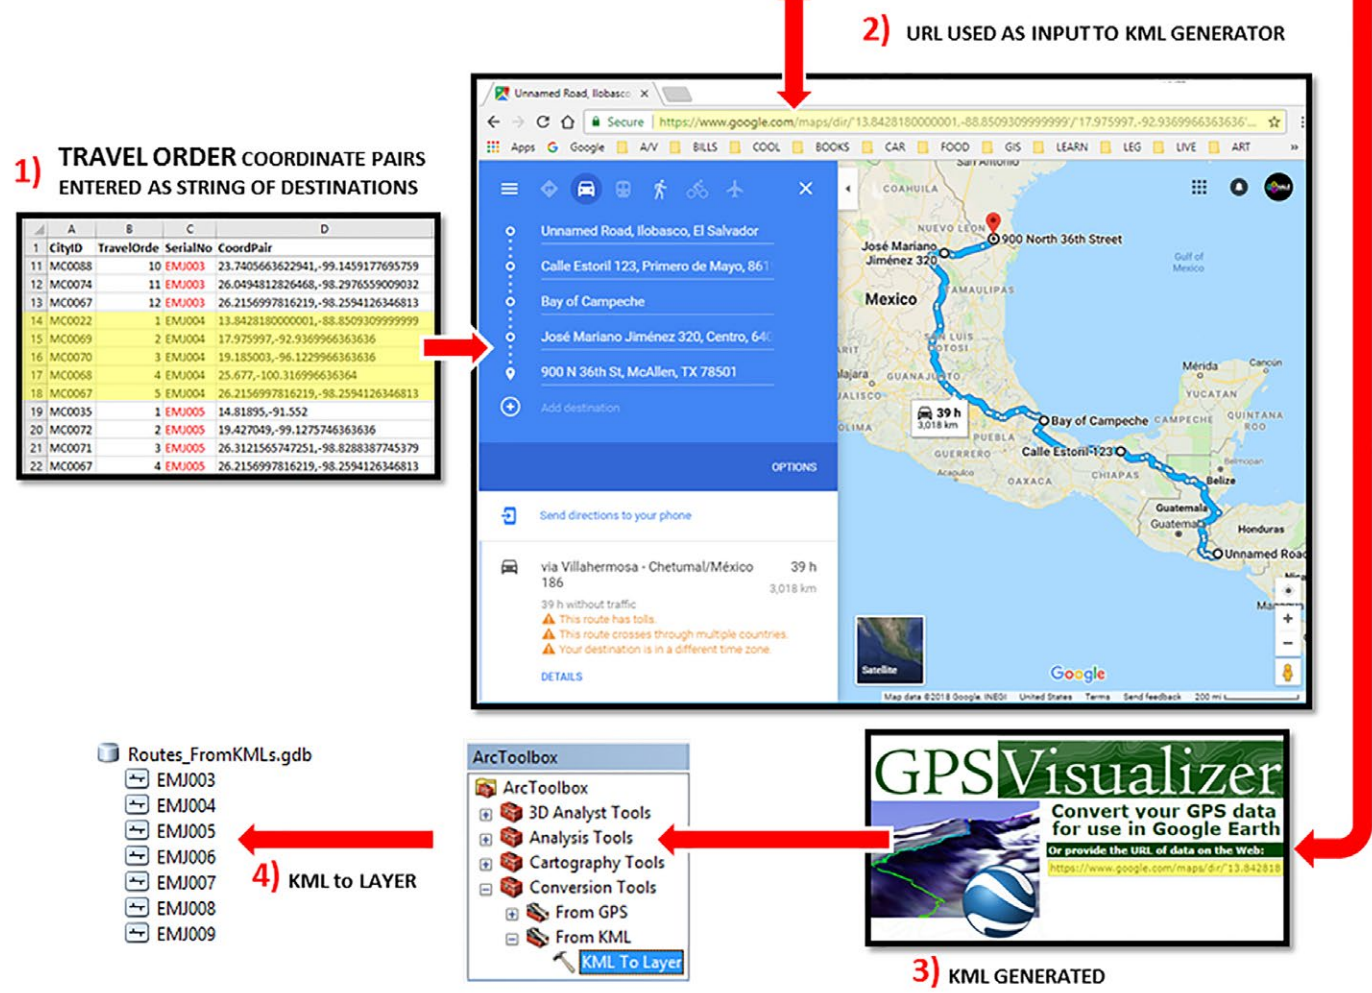 2) URL USED AS INPUT TO KML GENERATOR
1) TRAVEL ORDER COORDINATE PAIRS
ENTERED AS STRING OF DESTINATIONS
A B C D
1 CityID TravelOrde SerialNo CoordPair
11 MC0088 10 EMJ003 23.7405663622941,-99.1459177695759
12 MC0074 11 EMJ003 26.0494812826468,-98.2976559009032
13 MC0067 12 EMJ003 26.2156997816219,-98.2594126346813
14 MC0022 1 EMJ004 13.8428180000001,-88.8509309999999
15 MC0069 2 EMJ004 17.975997,-92.9369966363636
16 MC0070 3 EMJ004 19.185003,-96.1229966363636
17 MC0068 4 EMJ004 25.677,-100.316996636364
18 MC0067 5 EMJ004 26.2156997816219,-98.2594126346813
19 MC0035 1 EMJ005 14.81895,-91.552
20 MC0072 2 EMJ005 19.427049,-99.1275746363636
21 MC0071 3 EMJ005 26.3121565747251,-98.8288387745379
22 MC0067 4 EMJ005 26.2156997816219,-98.2594126346813
Unnamed Road, Ilobasco
Secure https://www.google.com/maps/dir/'13.8428180000001,-88.8509309999999'/'17.975997,-92.9369966363636'...
Apps Google A/V BILLS COOL BOOKS CAR FOOD GIS LEARN LEG LIVE ART
Unnamed Road, Ilobasco, El Salvador
Calle Estoril 123, Primero de Mayo, 861
Bay of Campeche
José Mariano Jiménez 320, Centro, 640
900 N 36th St, McAllen, TX 78501
Add destination
OPTIONS
Send directions to your phone
via Villahermosa - Chetumal/México 39 h
186 3,018 km
39 h without traffic
This route has tolls.
This route crosses through multiple countries.
Your destination is in a different time zone.
DETAILS
San Antonio
COAHUILA
NUEVO LEON
900 North 36th Street
José Mariano
Jiménez 320
Gulf of
Mexico
TAMAULIPAS
Mexico
SAN LUIS
POTOSI
ARIT
alajara GUANAJUATO
JALISCO
Mérida Cancún
YUCATAN
QUINTANA
ROO
39 h
3,018 km
OLIMA
Bay of Campeche CAMPECHE
PUEBLA
GUERRERO
Calle Estoril 123
Acapulco
OAXACA
CHIAPAS
Belmopan
Belize
Guatemala
Guatemala
Honduras
Unnamed Road
Satellite
Google
Map data ©2018 Google, INEGI United States Terms Send feedback 200 mi
Routes_FromKMLs.gdb
EMJ003
EMJ004
EMJ005
EMJ006
EMJ007
EMJ008
EMJ009
4) KML to LAYER
ArcToolbox
ArcToolbox
3D Analyst Tools
Analysis Tools
Cartography Tools
Conversion Tools
From GPS
From KML
KML To Layer
GPSVisualizer
Convert your GPS data
for use in Google Earth
Or provide the URL of data on the Web:
https://www.google.com/maps/dir/'13.842818
3) KML GENERATED